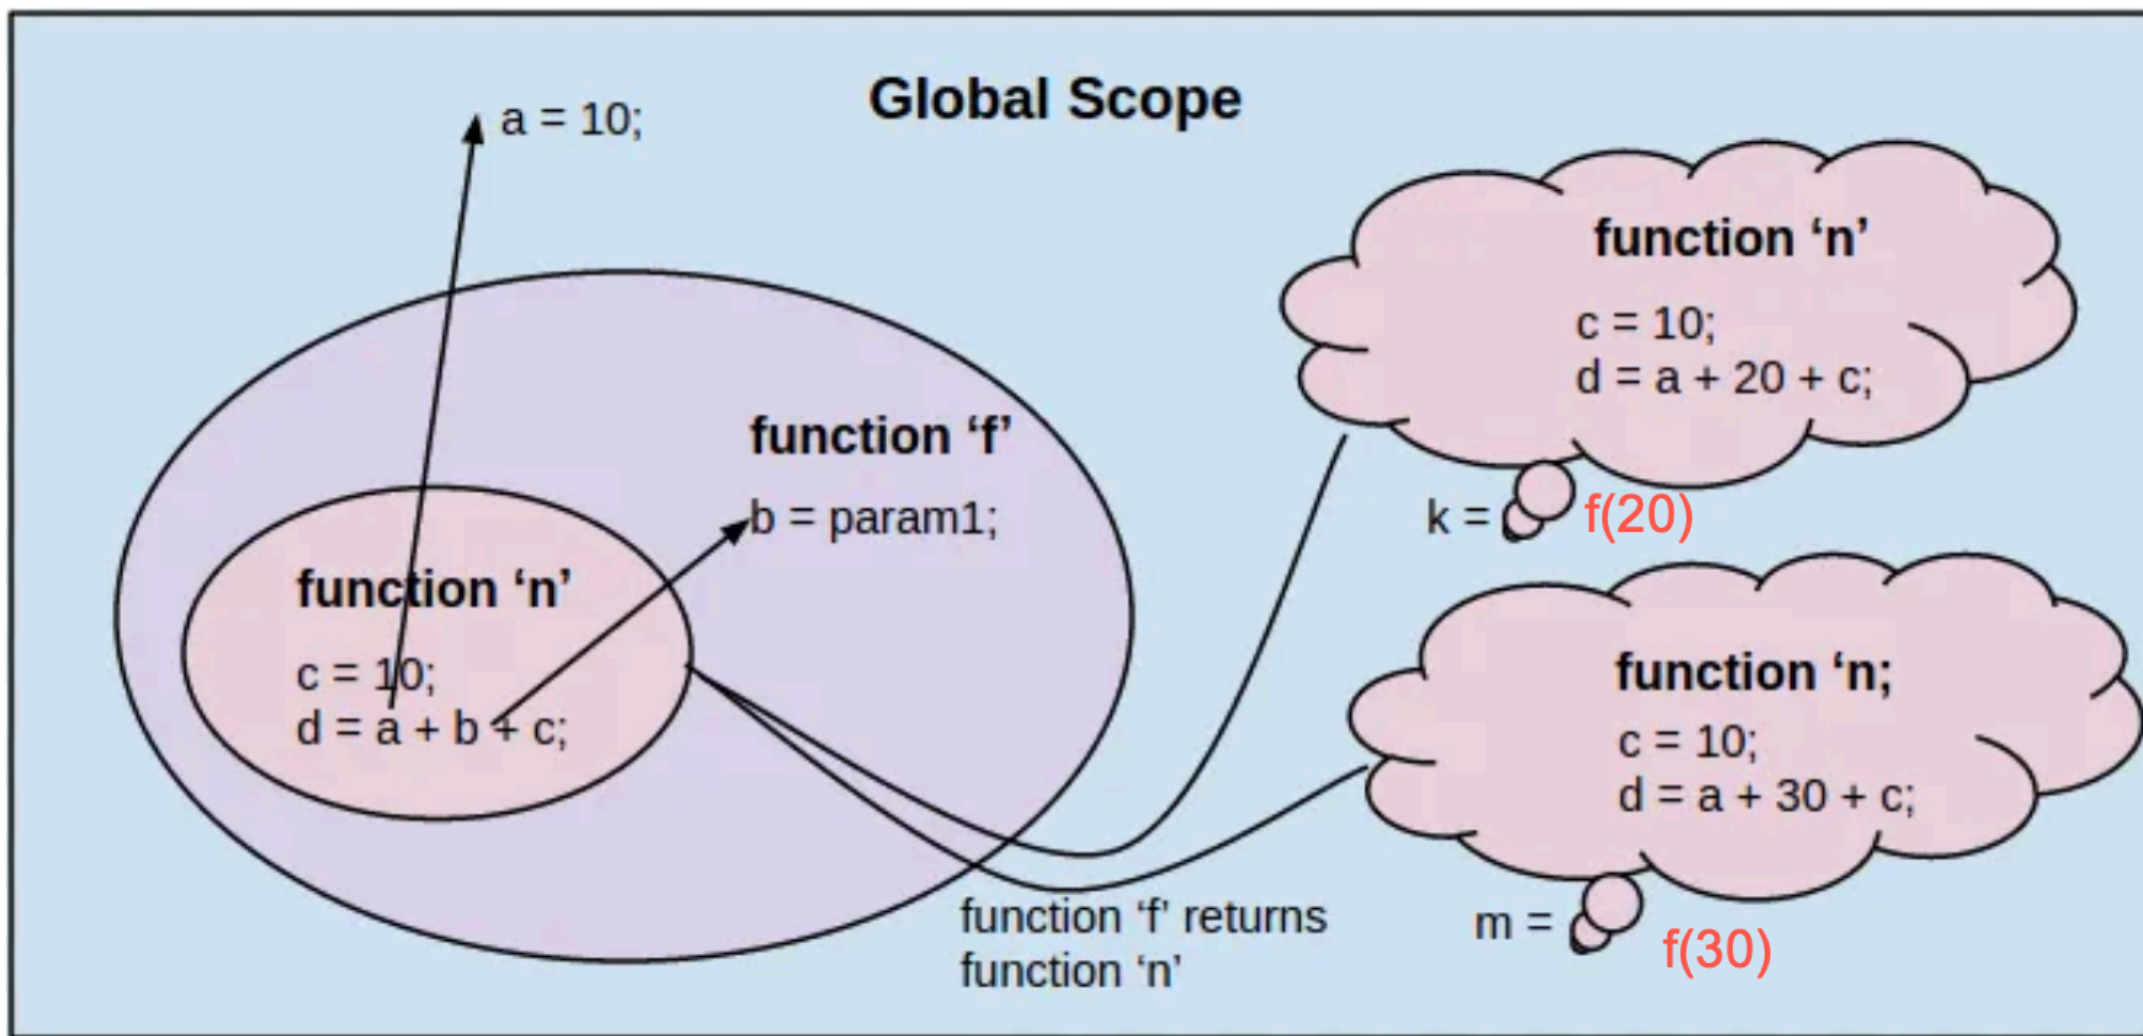 Global Scope
a = 10;
function ‘f’
b = param1;
function ‘n’
c = 10;
d = a + b + c;
function ‘f’ returns
function ‘n’
function ‘n’
c = 10;
d = a + 20 + c;
k =
f(20)
function ‘n;
c = 10;
d = a + 30 + c;
m =
f(30)